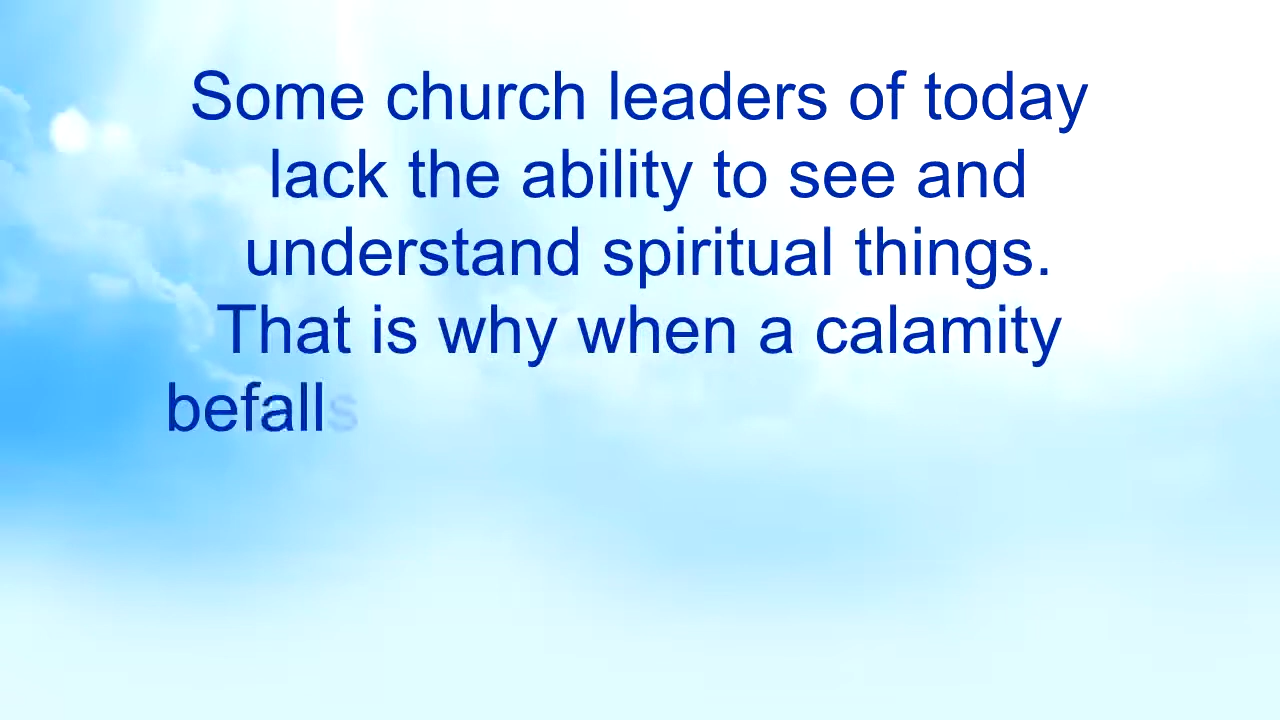 Some church leaders of today
lack the ability to see and
understand spiritual things.
That is why when a calamity
befalls